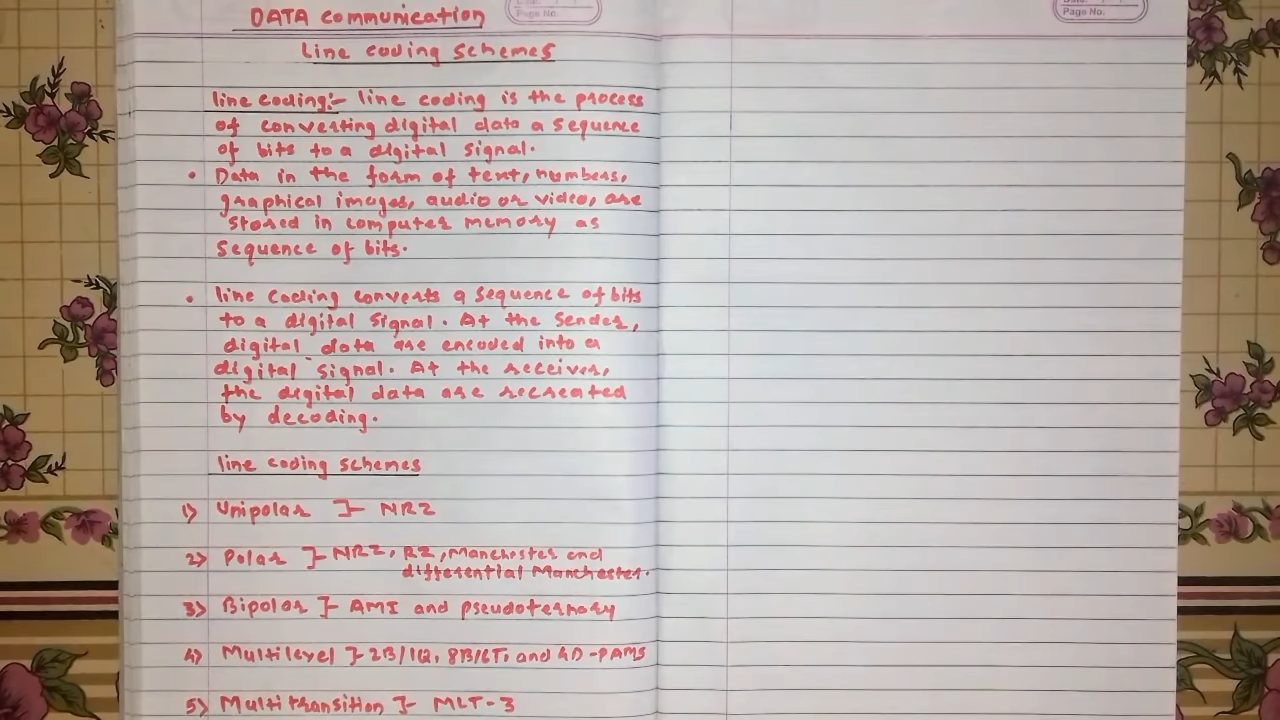 DATA communication
Line coding schemes
line coding:- line coding is the process
of converting digital data a sequence
of bits to a digital signal.
• Data in the form of text, numbers,
graphical images, audio or video, are
stored in computer memory as
sequence of bits.
• line coding converts a sequence of bits
to a digital signal. At the sender,
digital data are encoded into a
digital signal. At the receiver,
the digital data are recreated
by decoding.
line coding schemes
1) Unipolar }- NRZ
2) Polar }- NRZ, RZ, Manchester and
differential Manchester.
3) Bipolar }- AMI and pseudoternary
4) Multilevel }- 2B/1Q, 8B/6T, and 4D-PAM5
5) Multitransition }- MLT-3
Page No.
Page No.